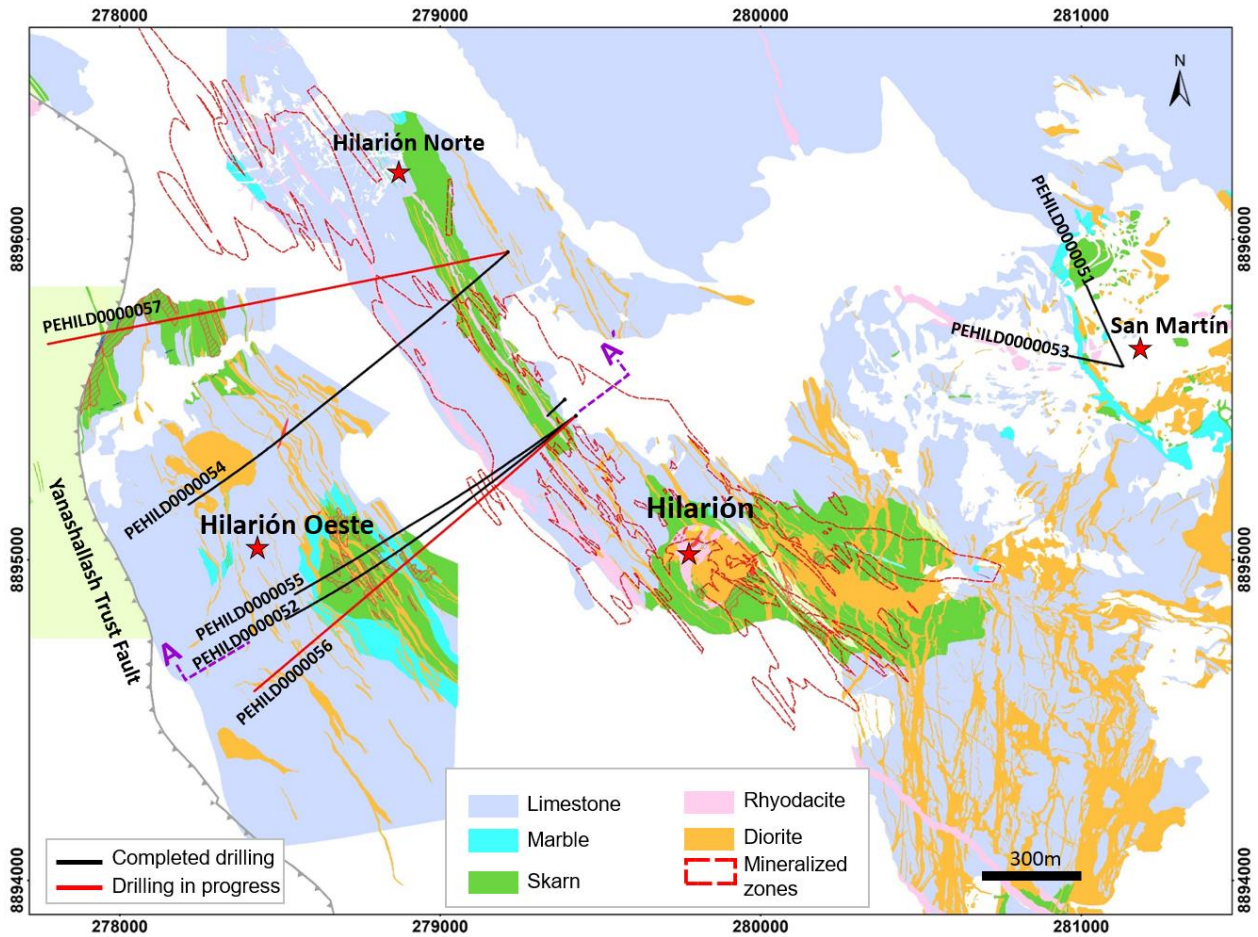 278000
279000
280000
281000
N
Hilarión Norte
8896000
8896000
PEHILD0000051
PEHILD0000057
PEHILD0000053
San Martín
A'
PEHILD0000054
Hilarión Oeste
Hilarión
Yanashallash Trust Fault
8895000
8895000
PEHILD0000055
PEHILD0000052
A
PEHILD0000056
Limestone
Marble
Skarn
Rhyodacite
Diorite
Mineralized
zones
Completed drilling
Drilling in progress
300m
8894000
8894000
278000
279000
280000
281000